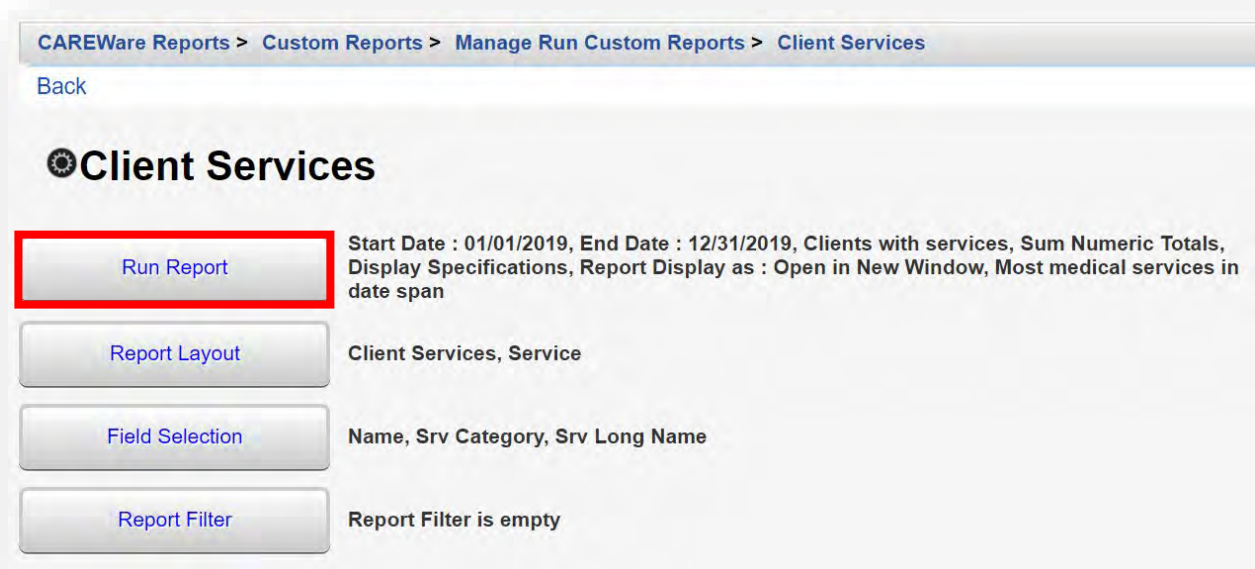 CAREWare Reports > Custom Reports > Manage Run Custom Reports > Client Services
Back
Client Services
Run Report
Start Date : 01/01/2019, End Date : 12/31/2019, Clients with services, Sum Numeric Totals,
Display Specifications, Report Display as : Open in New Window, Most medical services in
date span
Report Layout
Client Services, Service
Field Selection
Name, Srv Category, Srv Long Name
Report Filter
Report Filter is empty